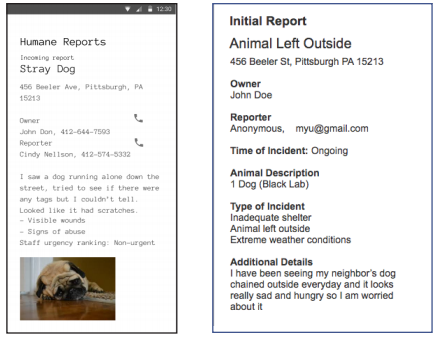 12:30
Humane Reports
Incoming report
Stray Dog
456 Beeler Ave, Pittsburgh, PA
15213
Owner
John Don, 412-644-7593
Reporter
Cindy Nellson, 412-574-5332
I saw a dog running alone down the
street, tried to see if there were
any tags but I couldn't tell.
Looked like it had scratches.
- Visible wounds
- Signs of abuse
Staff urgency ranking: Non-urgent
Initial Report
Animal Left Outside
456 Beeler St, Pittsburgh PA 15213
Owner
John Doe
Reporter
Anonymous, myu@gmail.com
Time of Incident: Ongoing
Animal Description
1 Dog (Black Lab)
Type of Incident
Inadequate shelter
Animal left outside
Extreme weather conditions
Additional Details
I have been seeing my neighbor's dog
chained outside everyday and it looks
really sad and hungry so I am worried
about it